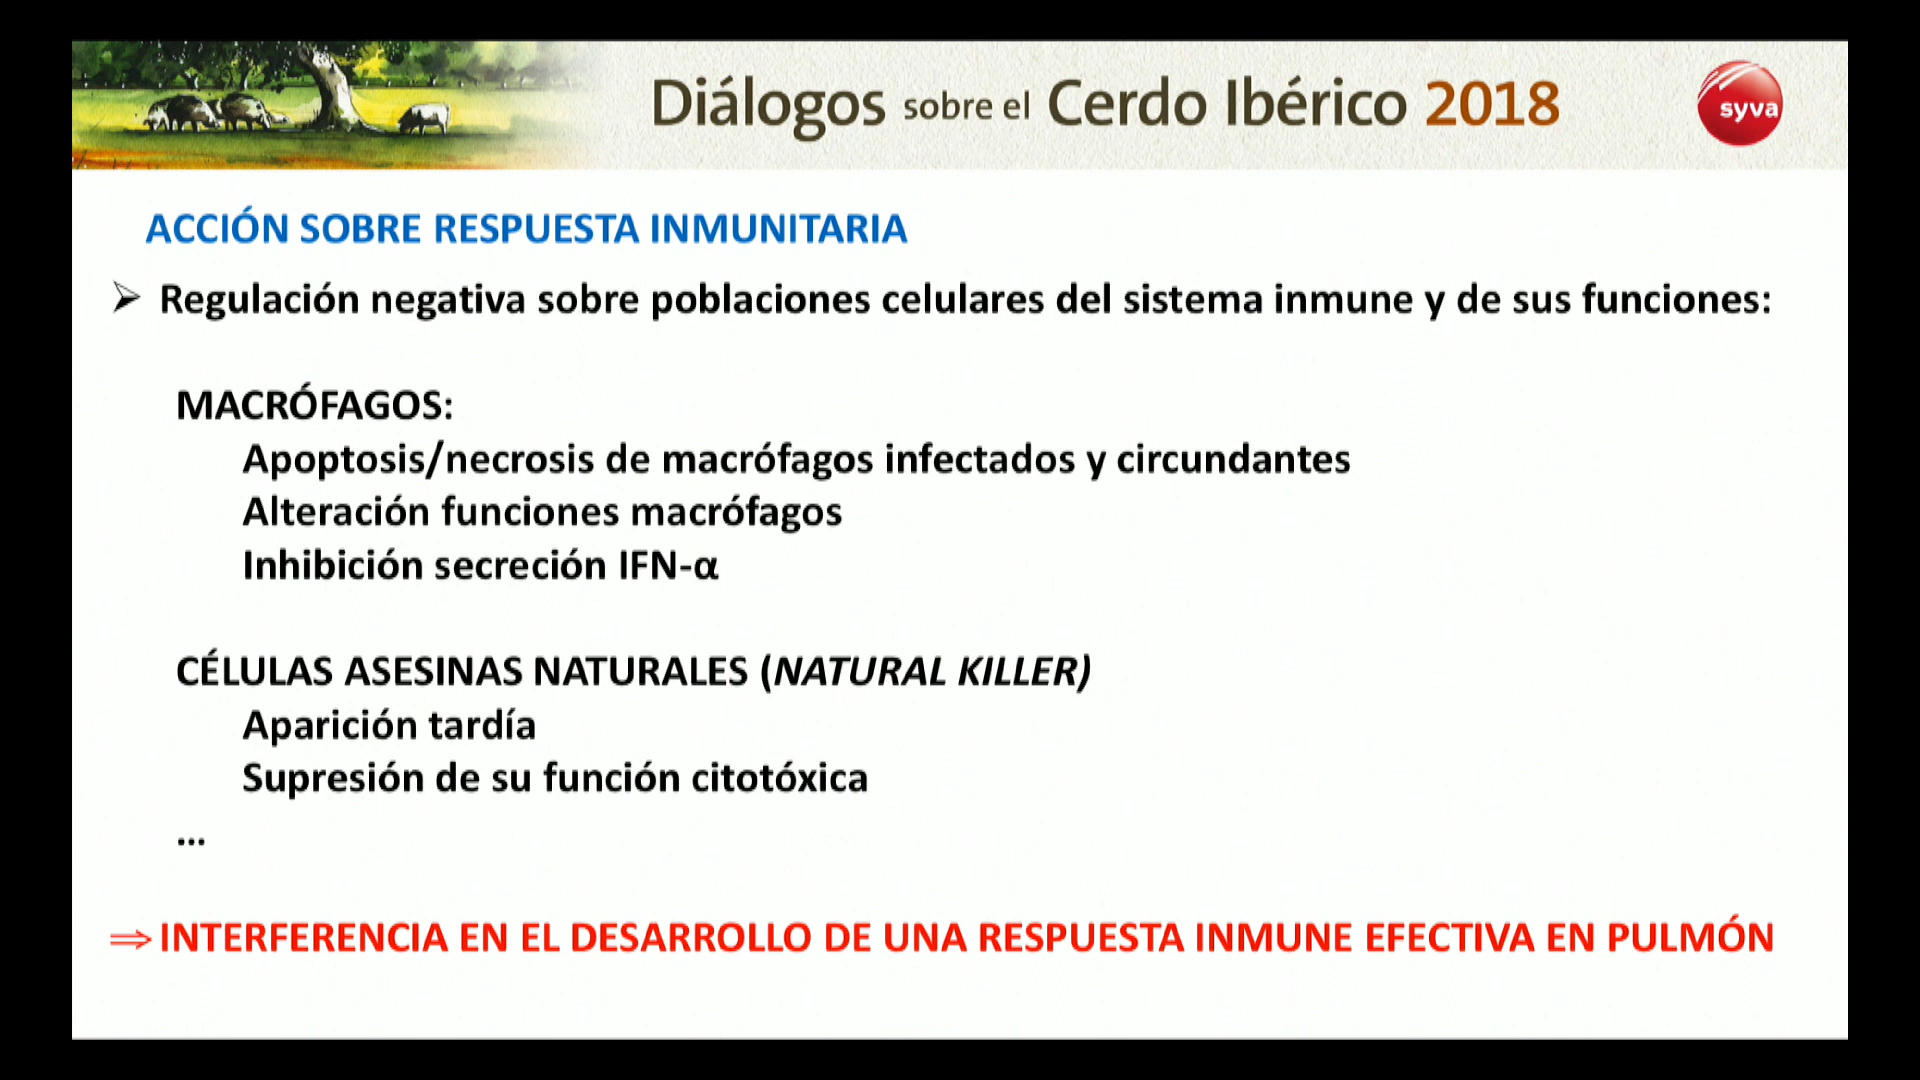 Diálogos sobre el Cerdo Ibérico 2018
syva
ACCIÓN SOBRE RESPUESTA INMUNITARIA
➢ Regulación negativa sobre poblaciones celulares del sistema inmune y de sus funciones:
MACRÓFAGOS:
Apoptosis/necrosis de macrófagos infectados y circundantes
Alteración funciones macrófagos
Inhibición secreción IFN-α
CÉLULAS ASESINAS NATURALES (NATURAL KILLER)
Aparición tardía
Supresión de su función citotóxica
...
⇒ INTERFERENCIA EN EL DESARROLLO DE UNA RESPUESTA INMUNE EFECTIVA EN PULMÓN